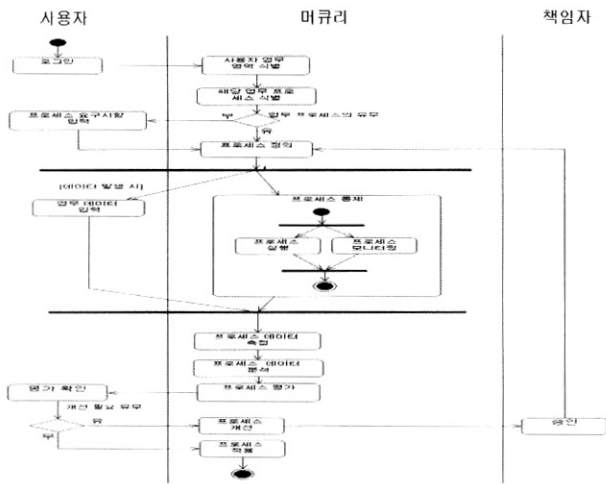 사용자
머큐리
책임자
로그인
사용자 업무
영역 식별
해당 업무 프로
세스 식별
프로세스 요구사항
입력
무
업무 프로세스의 유무
유
프로세스 정의
[데이터 발생 시]
업무 데이터
입력
프로세스 통제
프로세스
실행
프로세스
모니터링
프로세스 데이터
측정
프로세스 데이터
분석
평가 확인
프로세스 평가
개선 필요 유무
유
프로세스
개선
승인
무
프로세스